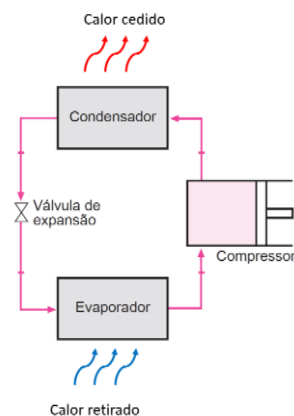 Calor cedido
Condensador
Válvula de
expansão
Compressor
Evaporador
Calor retirado